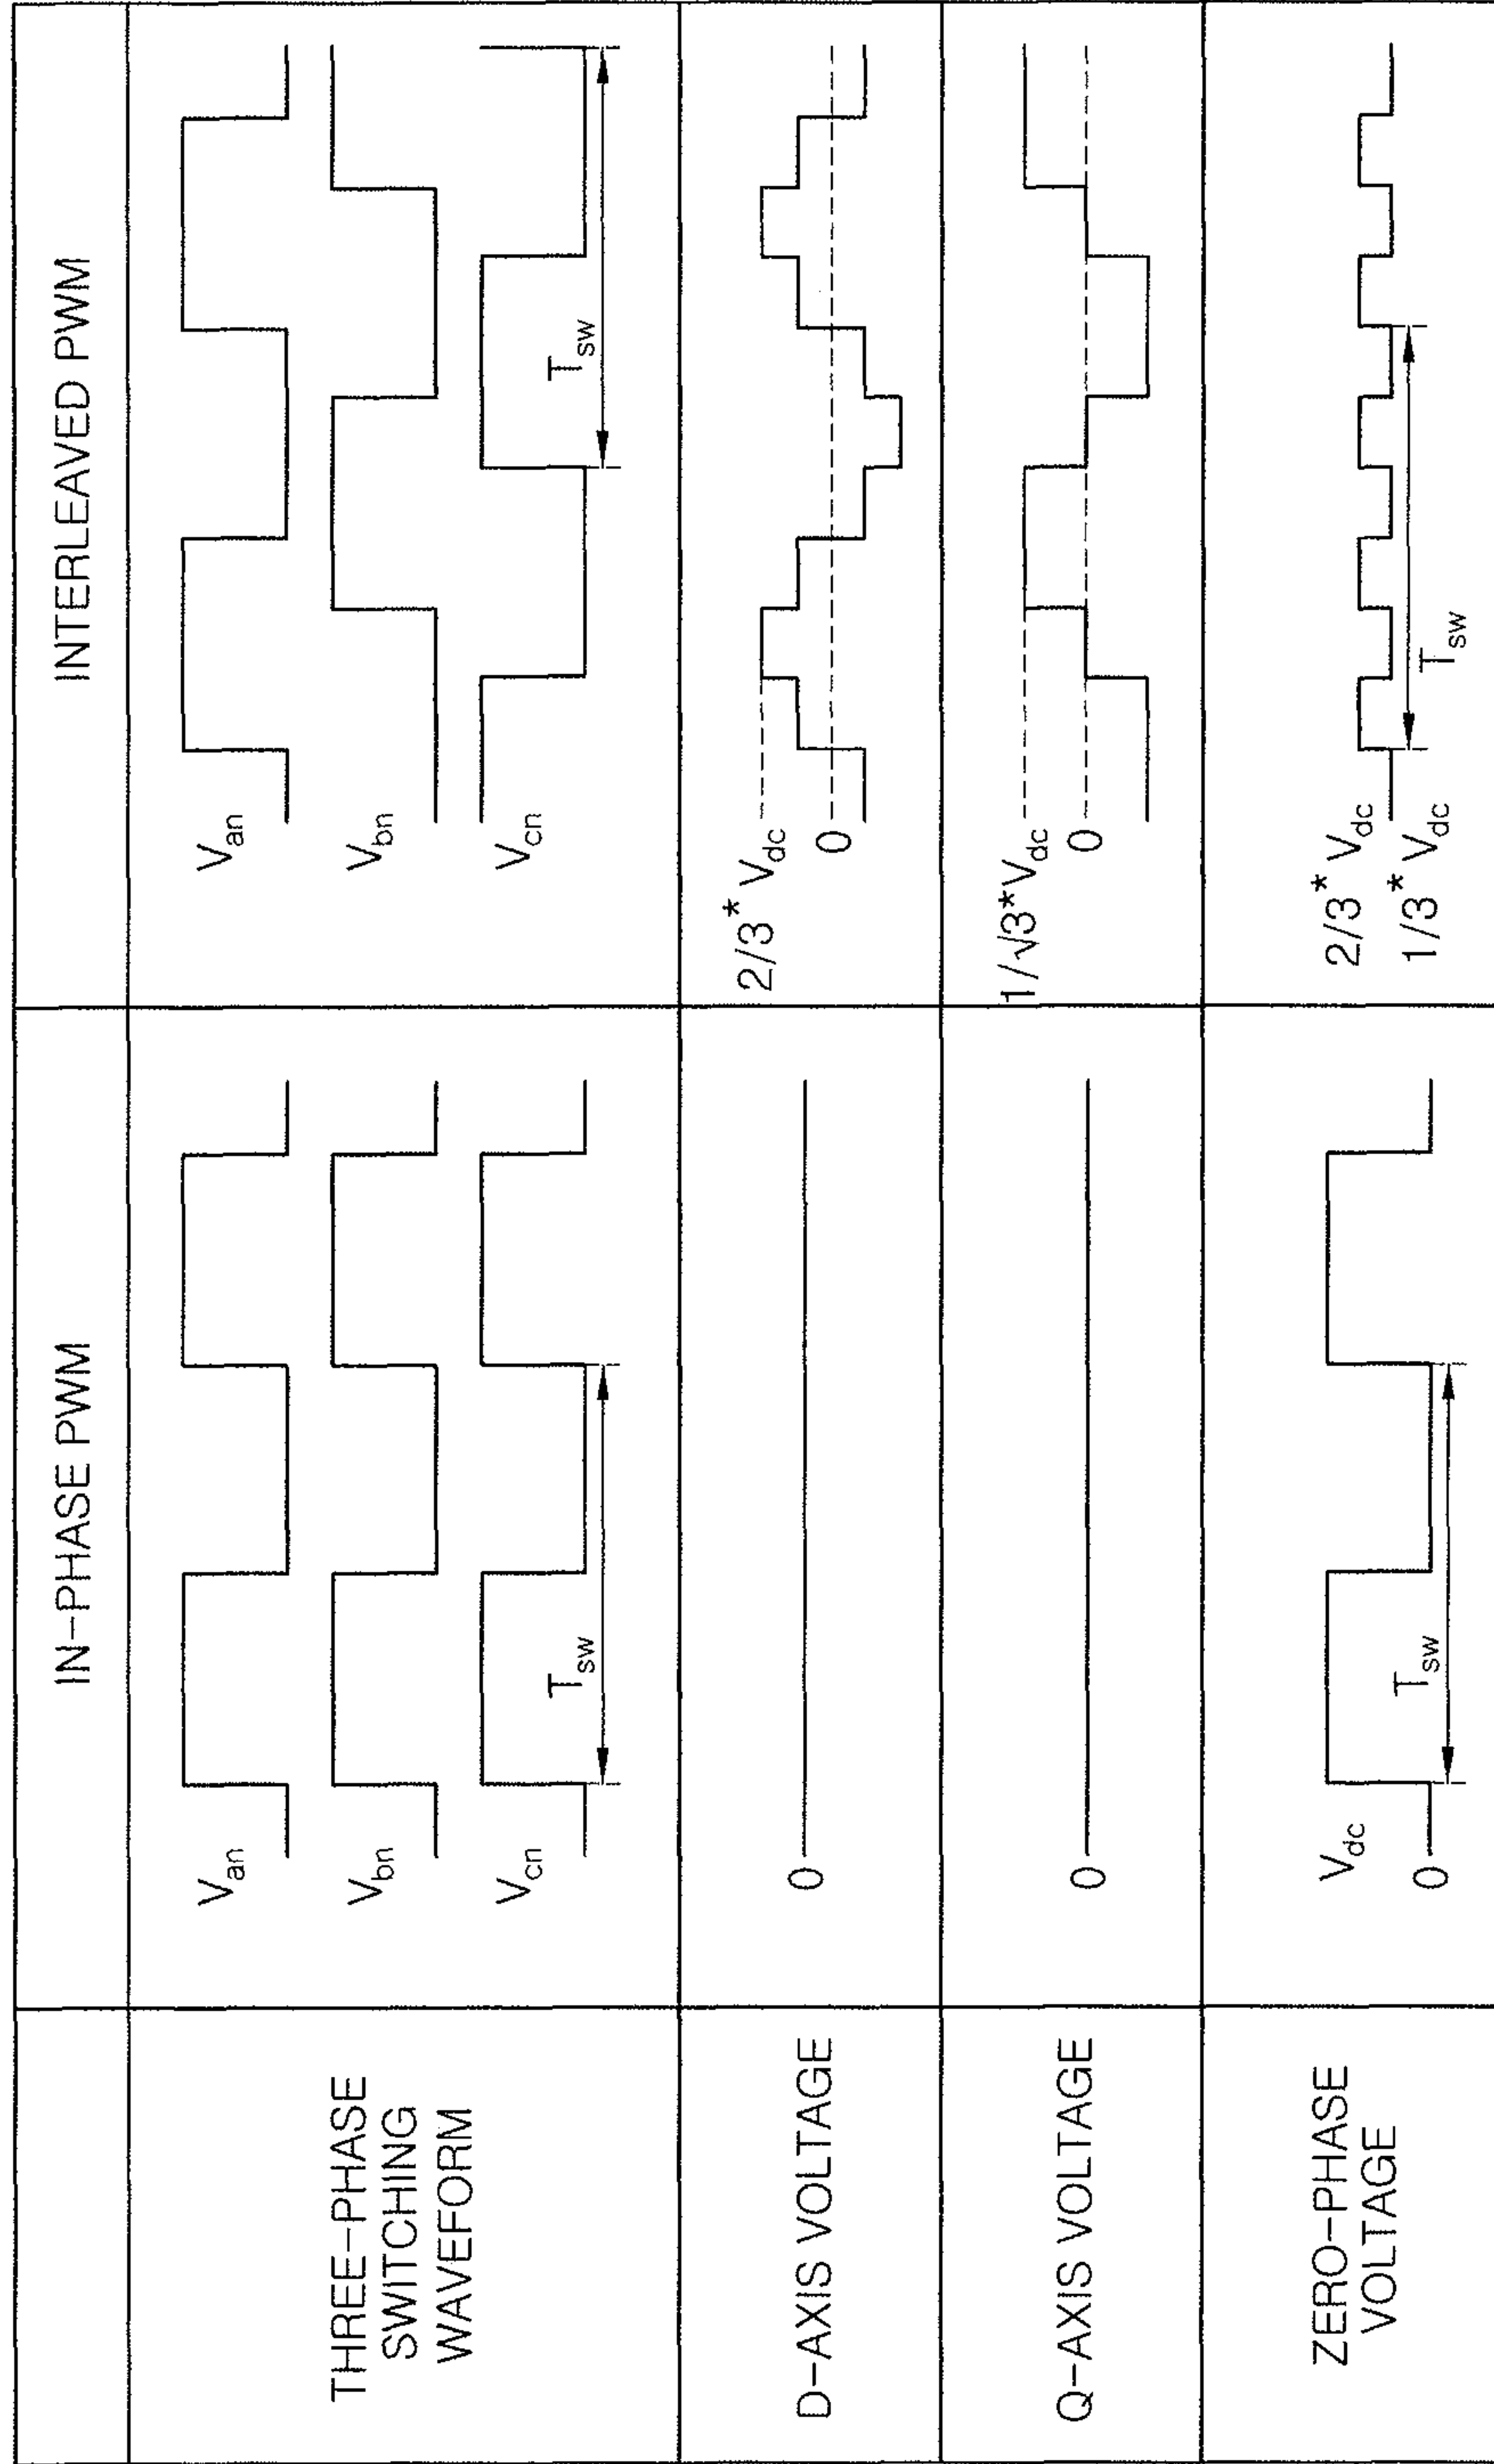 IN-PHASE PWM
INTERLEAVED PWM
THREE-PHASE
SWITCHING
WAVEFORM
Van
Vbn
Vcn
Tsw
Van
Vbn
Vcn
Tsw
D-AXIS VOLTAGE
0
2/3* Vdc
0
Q-AXIS VOLTAGE
0
1/√3*Vdc
0
ZERO-PHASE
VOLTAGE
Vdc
0
Tsw
2/3* Vdc
1/3* Vdc
Tsw